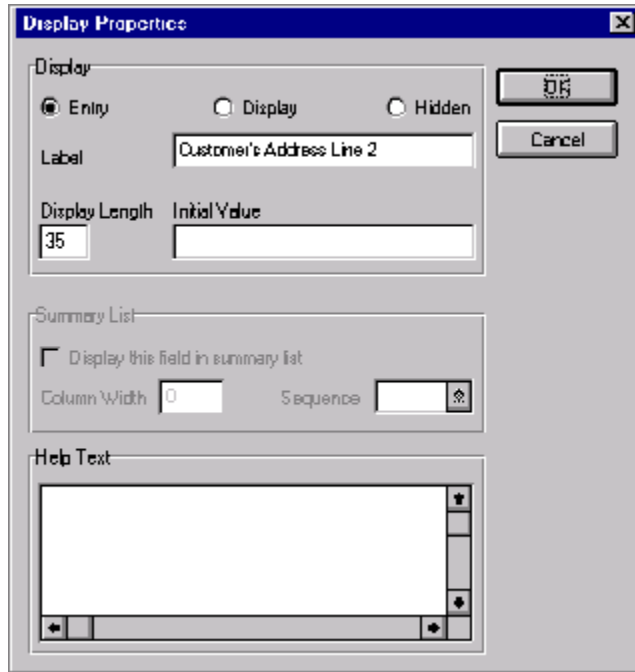 Display Properties
Display
Entry Display Hidden
OK
Cancel
Label Customer's Address Line 2
Display Length Initial Value
35
Summary List
Display this field in summary list
Column Width 0 Sequence
Help Text